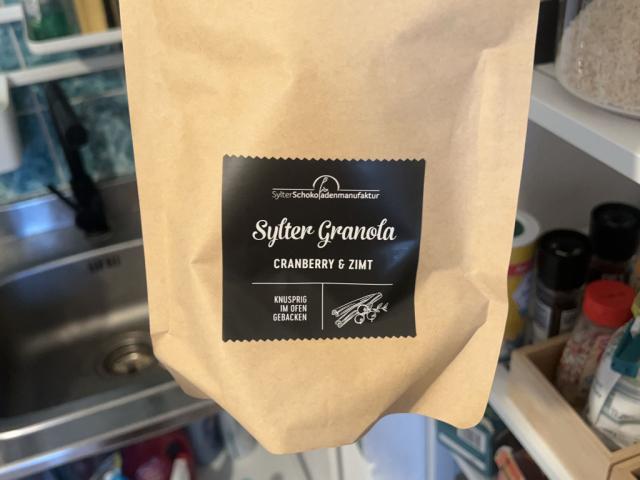 SylterSchokoladenmanufaktur
Sylter Granola
CRANBERRY & ZIMT
KNUSPRIG
IM OFEN
GEBACKEN